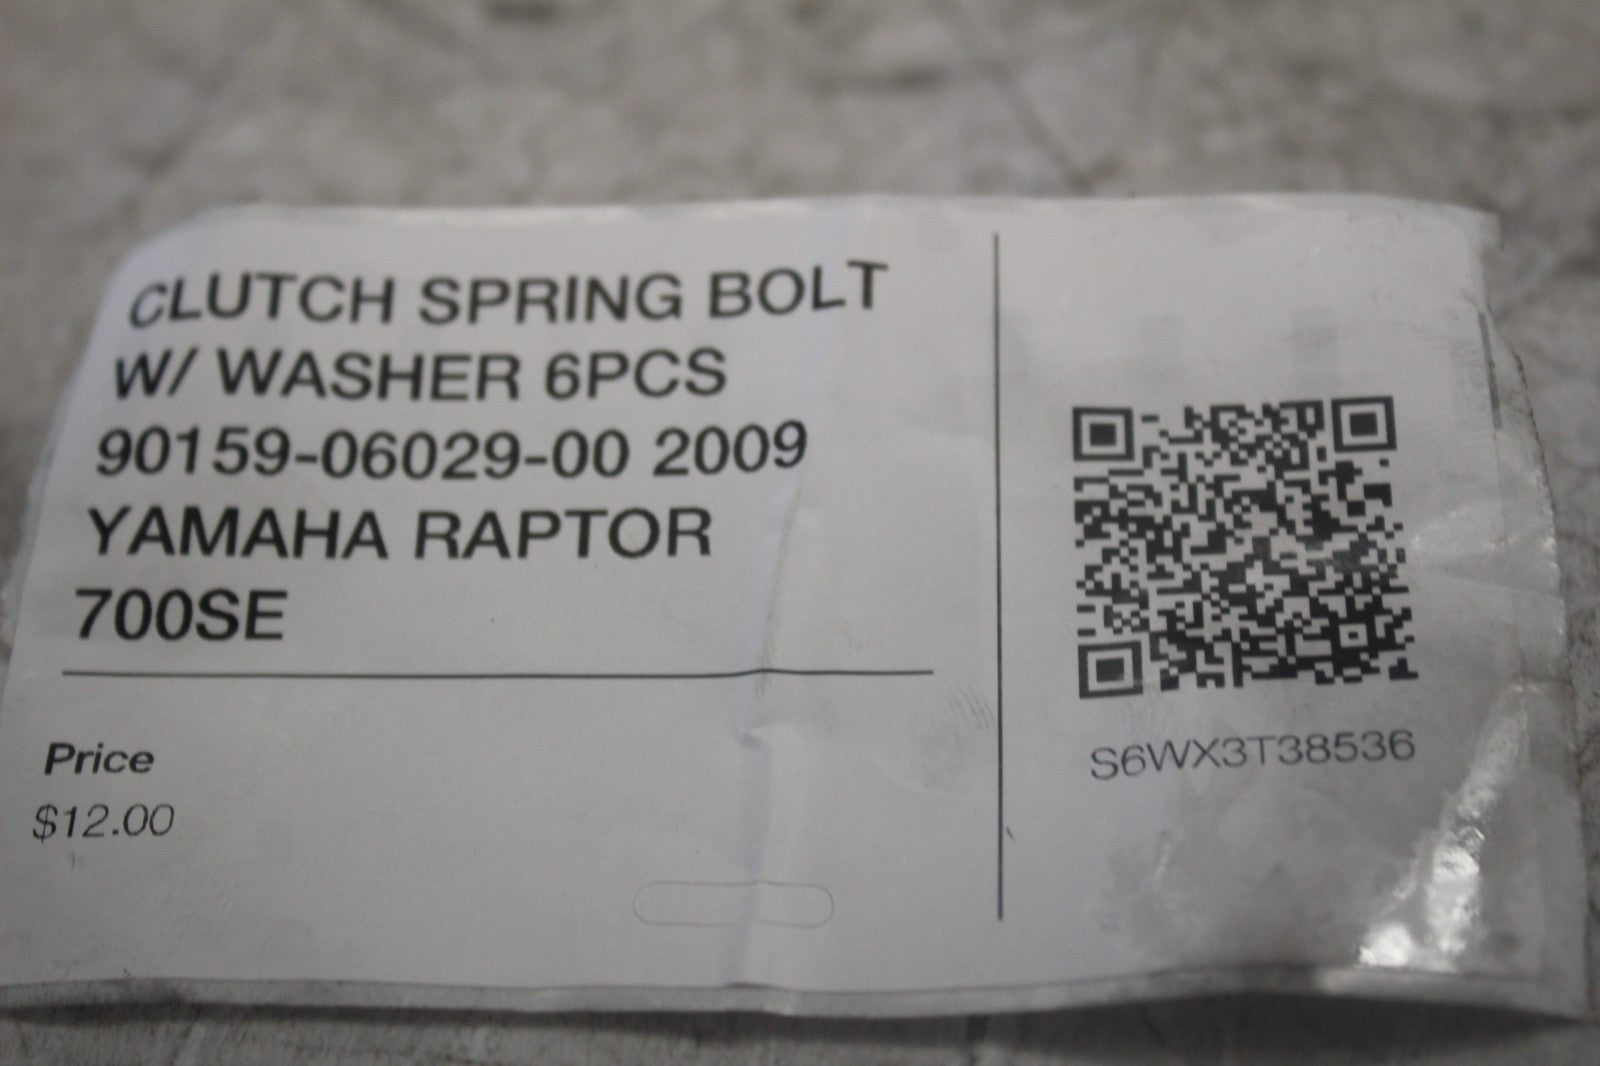 CLUTCH SPRING BOLT
W/ WASHER 6PCS
90159-06029-00 2009
YAMAHA RAPTOR
700SE
Price
$12.00
S6WX3T38536